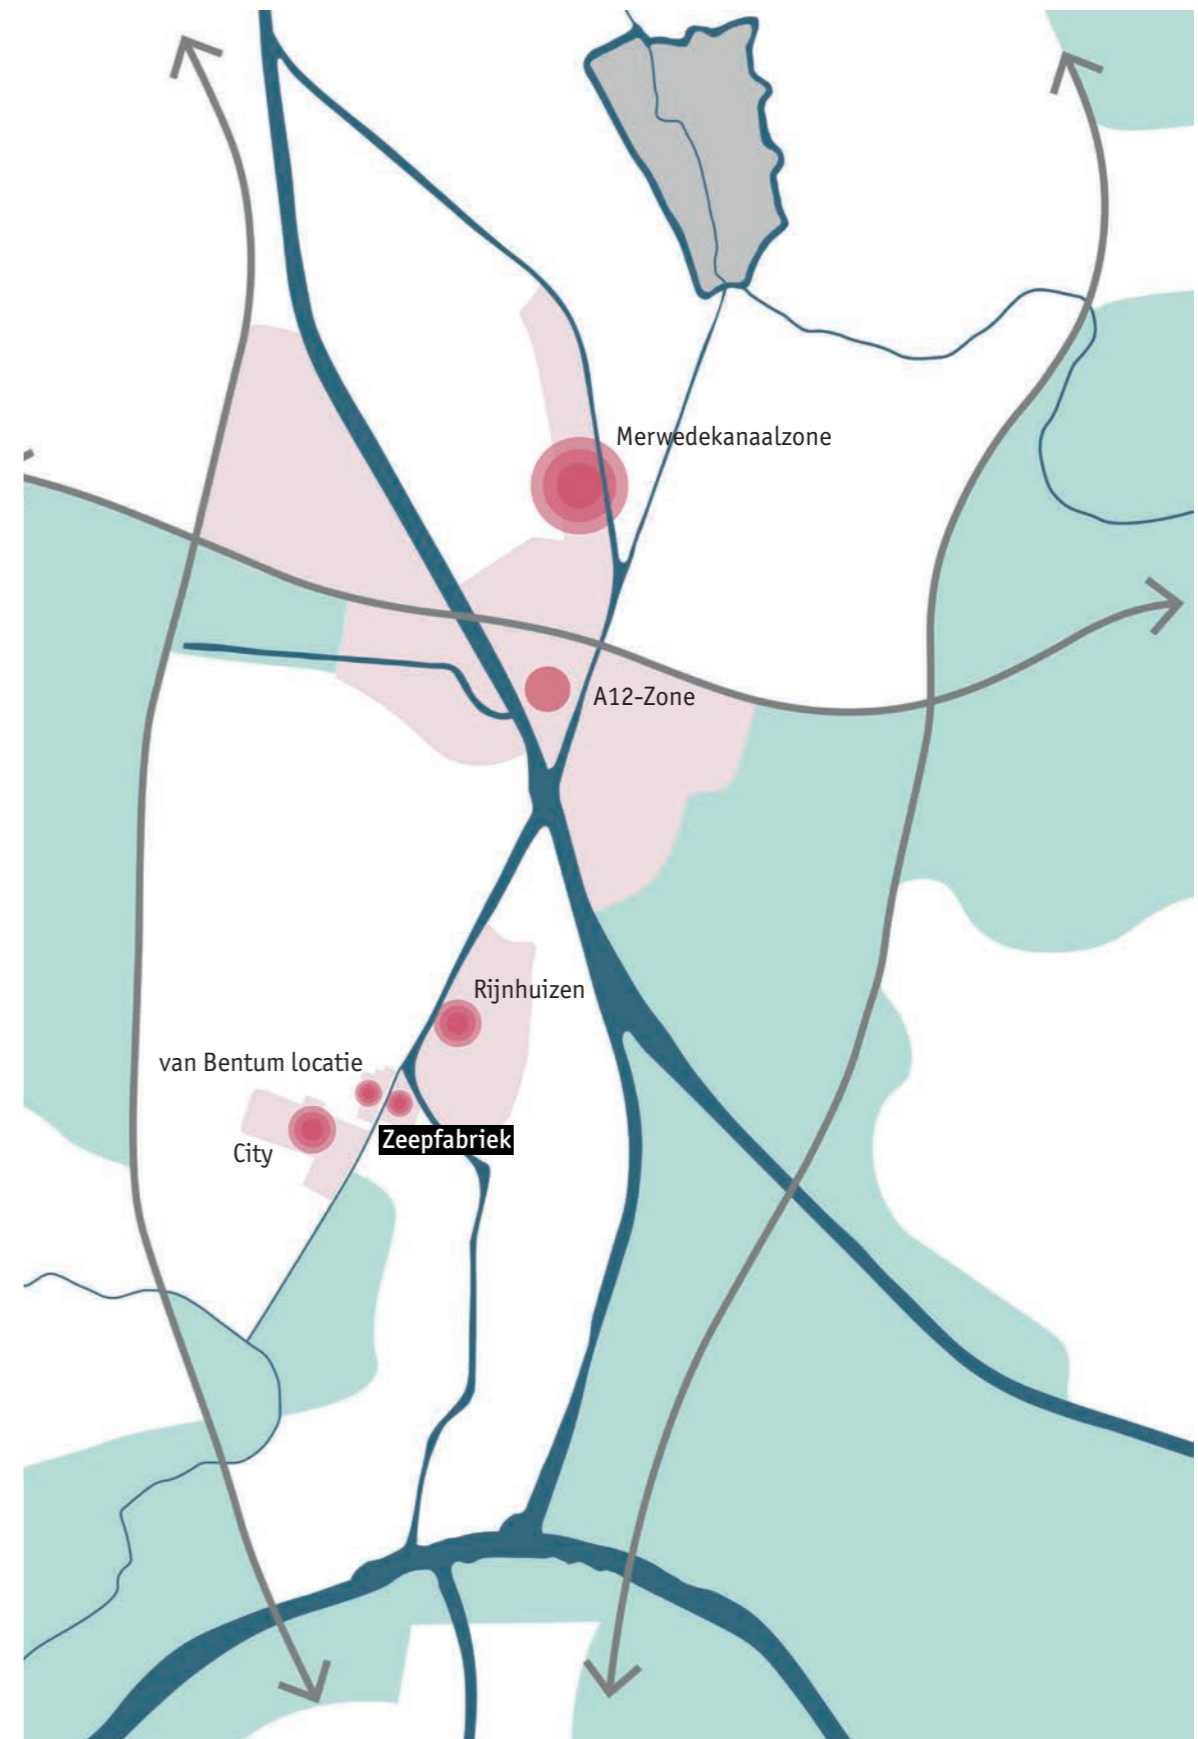 Merwedekanaalzone
A12-Zone
Rijnhuizen
van Bentum locatie
Zeepfabriek
City